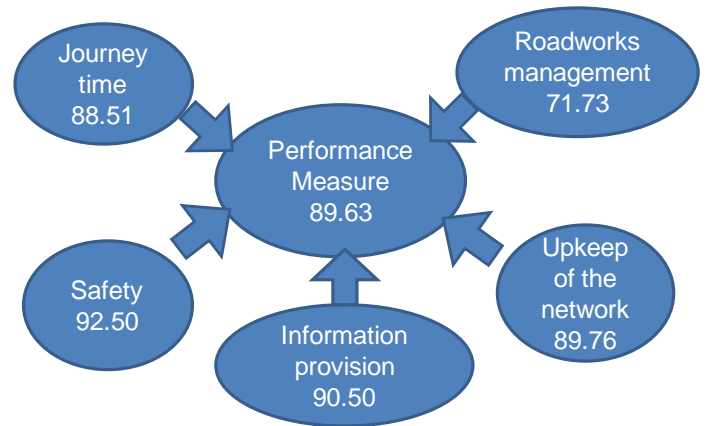 Journey
time
88.51
Roadworks
management
71.73
Performance
Measure
89.63
Safety
92.50
Information
provision
90.50
Upkeep
of the
network
89.76